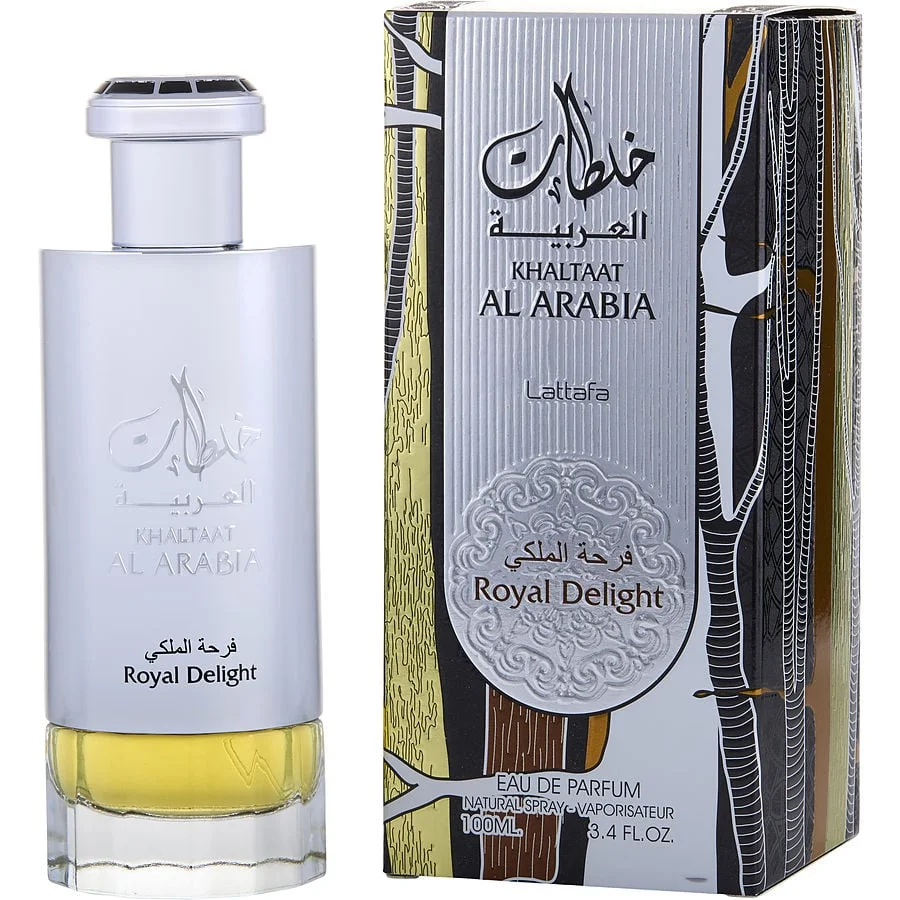 خلطات
العربية
KHALTAAT
AL ARABIA
فرحة الملكي
Royal Delight
خلطات
العربية
KHALTAAT
AL ARABIA
Lattafa
فرحة الملكي
Royal Delight
EAU DE PARFUM
NATURAL SPRAY - VAPORISATEUR
100ML. 3.4 FL.OZ.